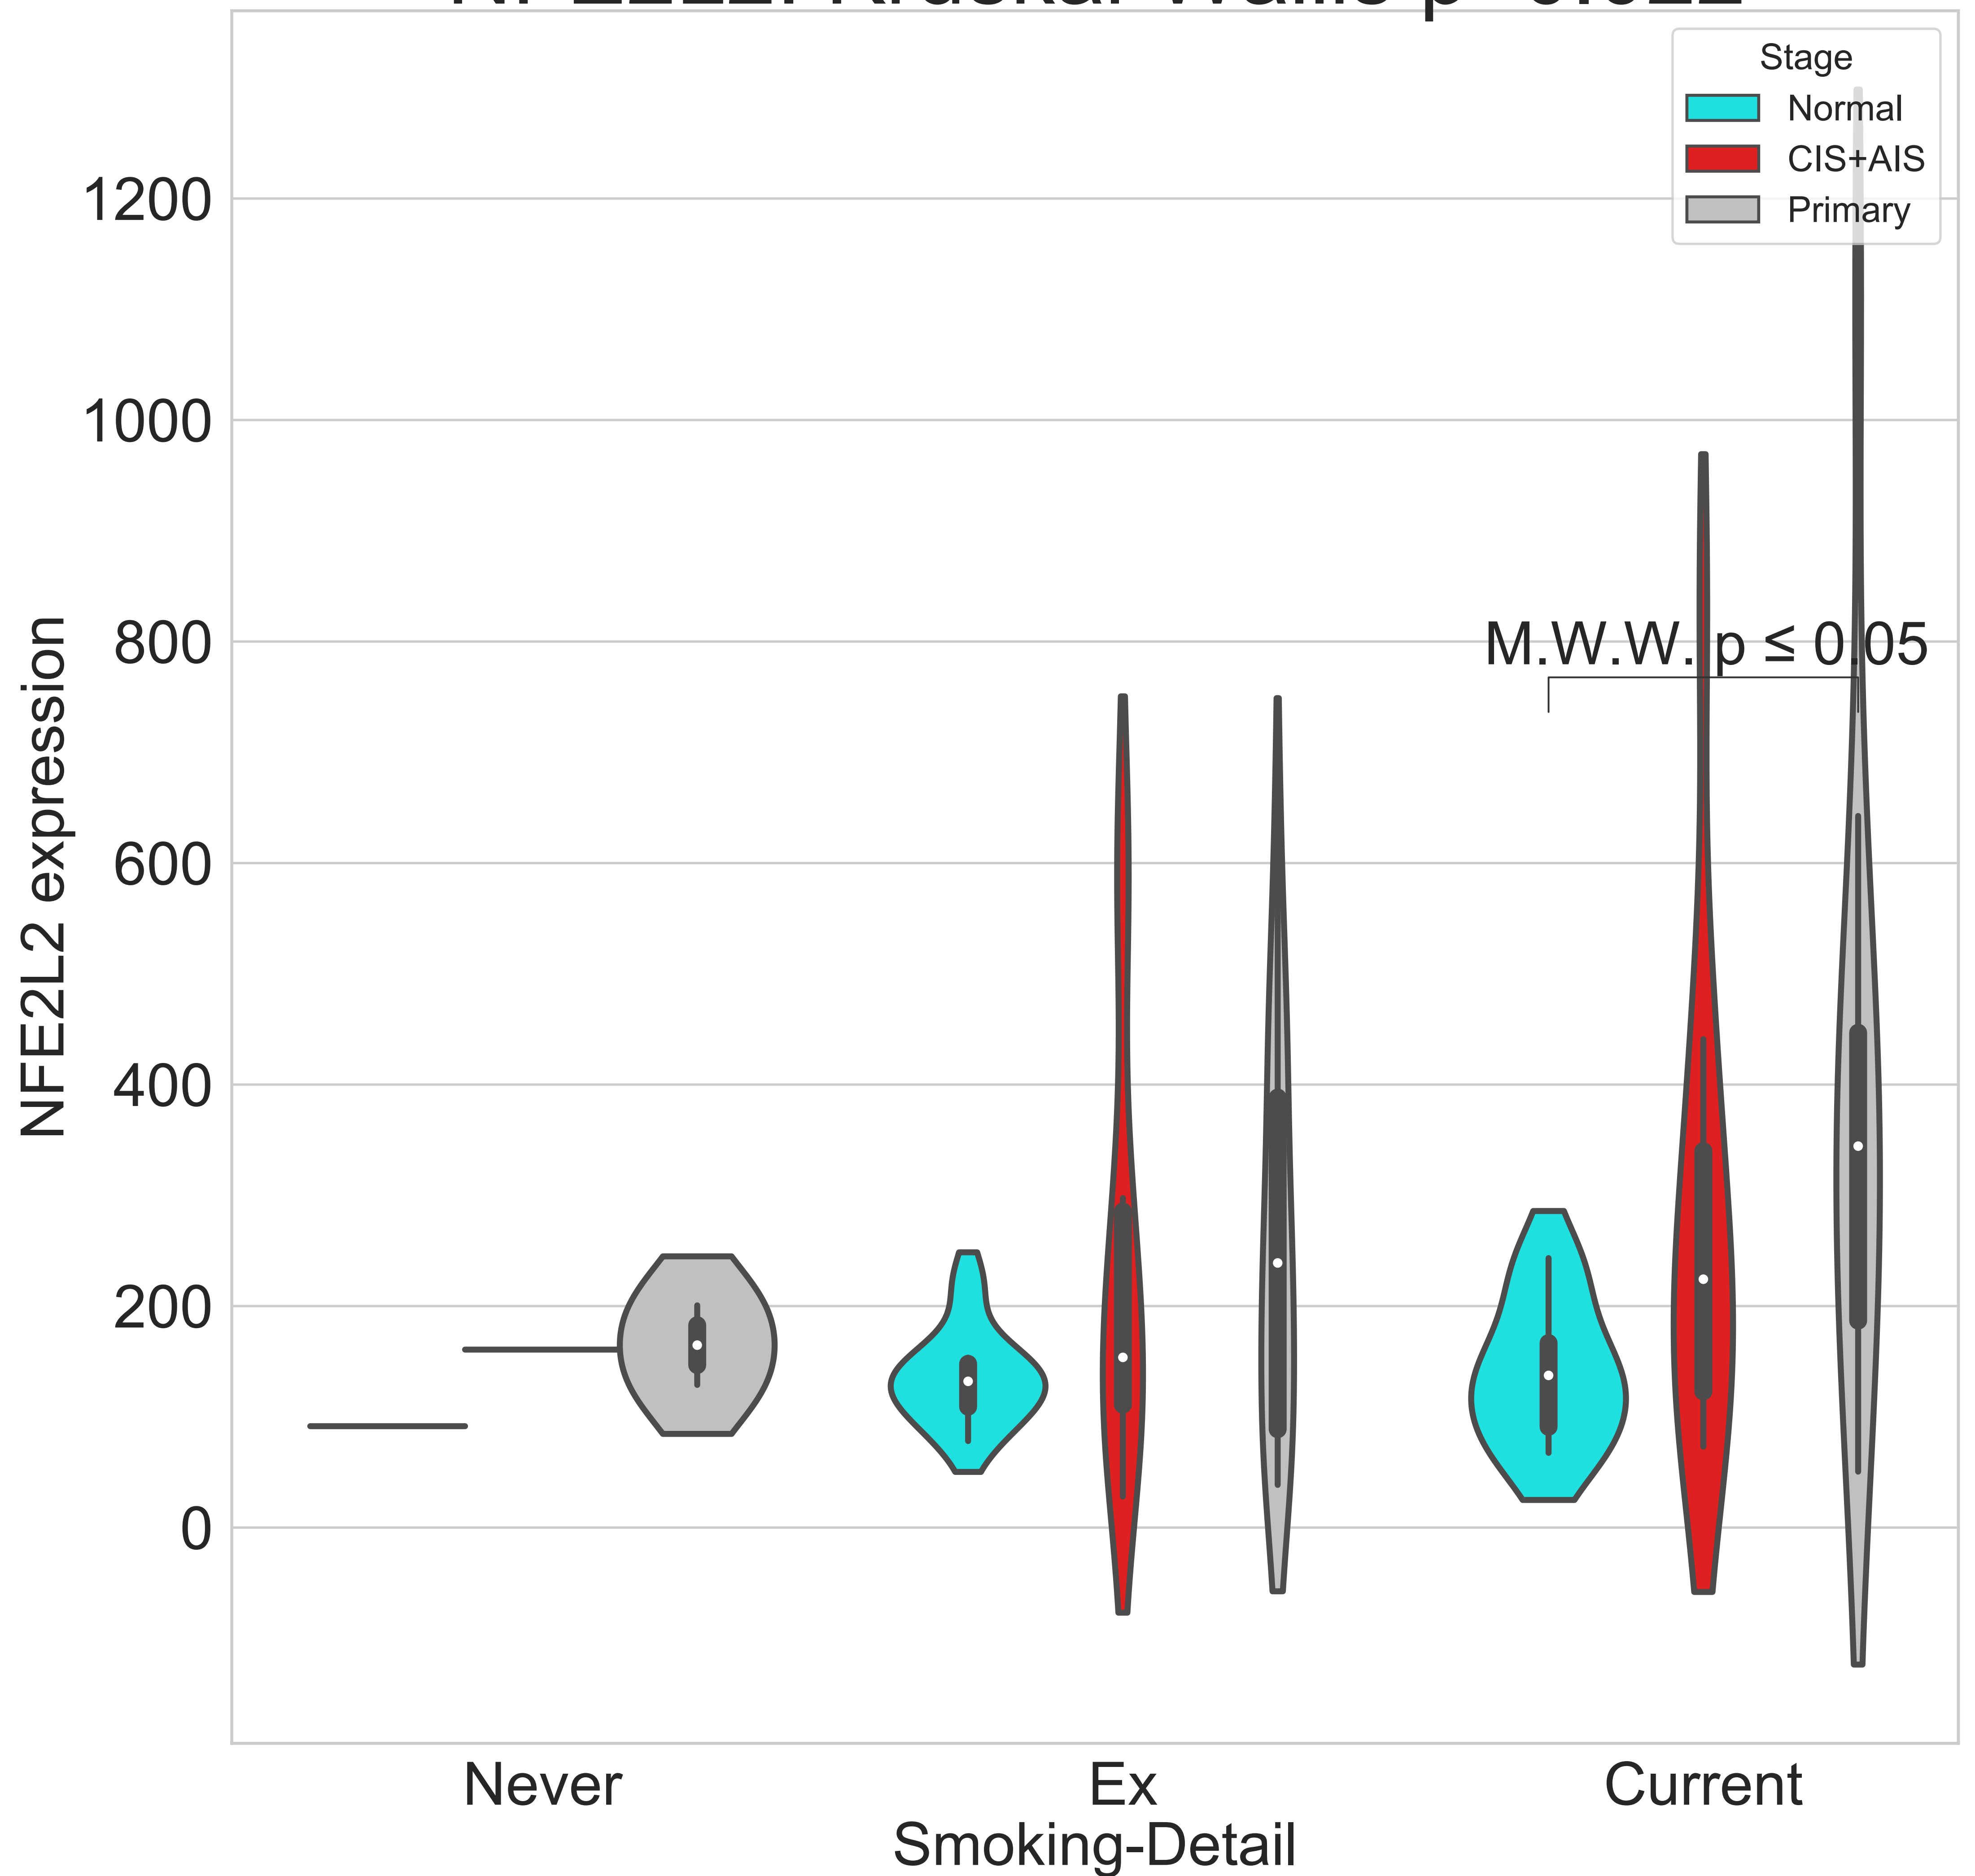 Stage
Normal
CIS+AIS
Primary
1200
1000
800
600
400
200
0
NFE2L2 expression
M.W.W. p ≤ 0.05
Never
Ex
Current
Smoking-Detail